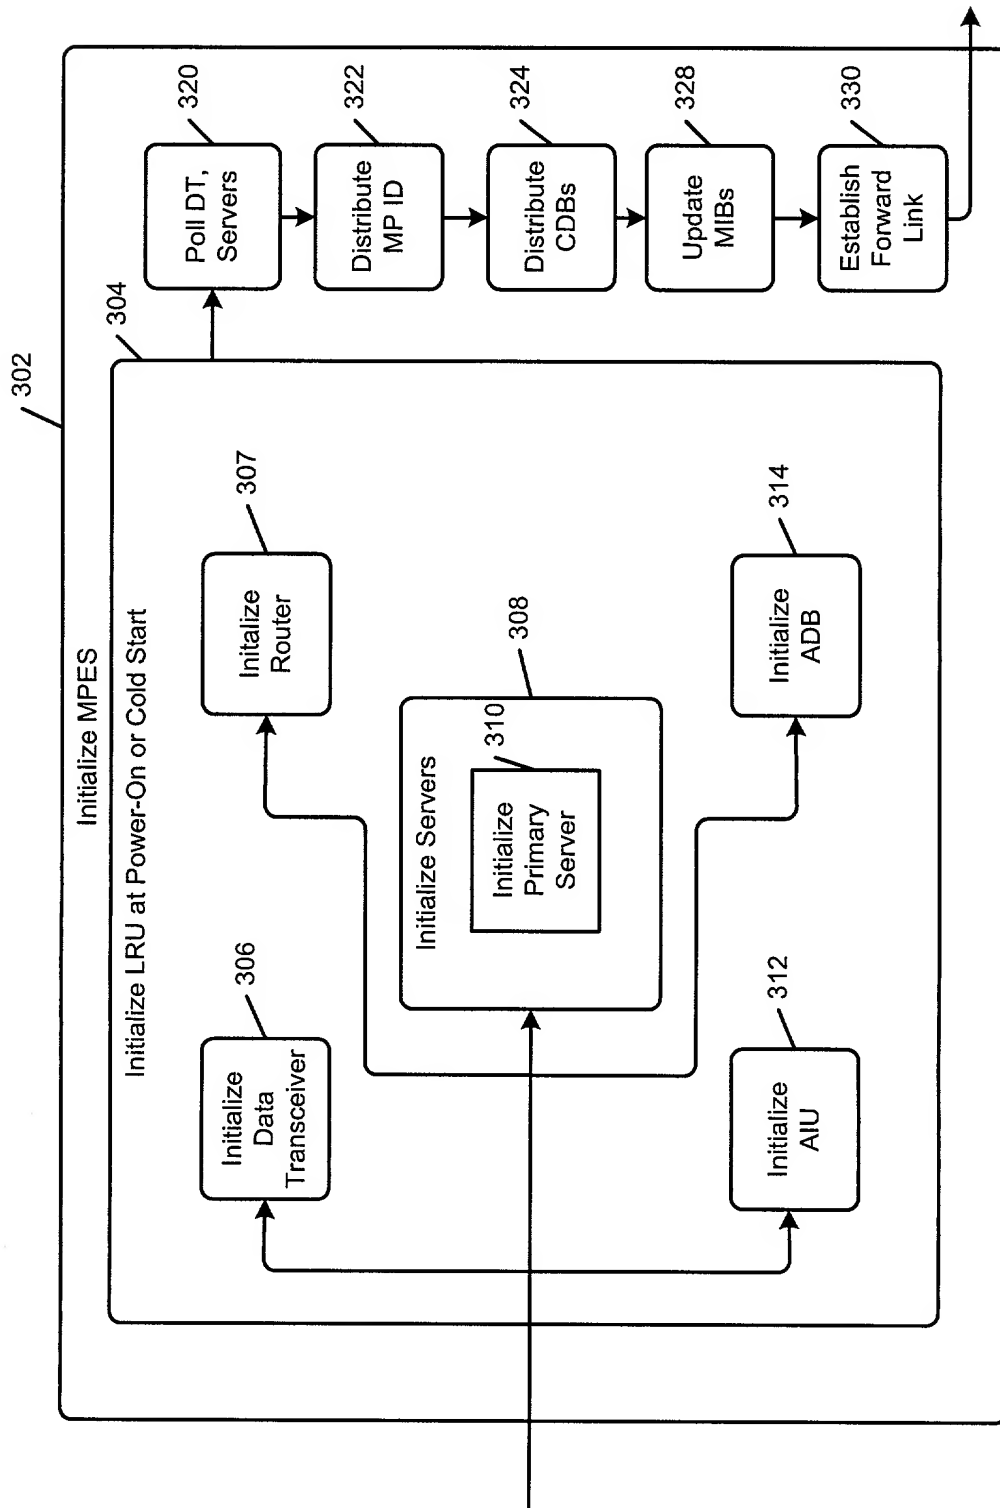 302
Initialize MPES
304
Initialize LRU at Power-On or Cold Start
306
Initialize
Data
Transceiver
307
Initalize
Router
308
Initialize Servers
310
Initialize
Primary
Server
312
Initialize
AIU
314
Initialize
ADB
320
Poll DT,
Servers
322
Distribute
MP ID
324
Distribute
CDBs
328
Update
MIBs
330
Establish
Forward
Link